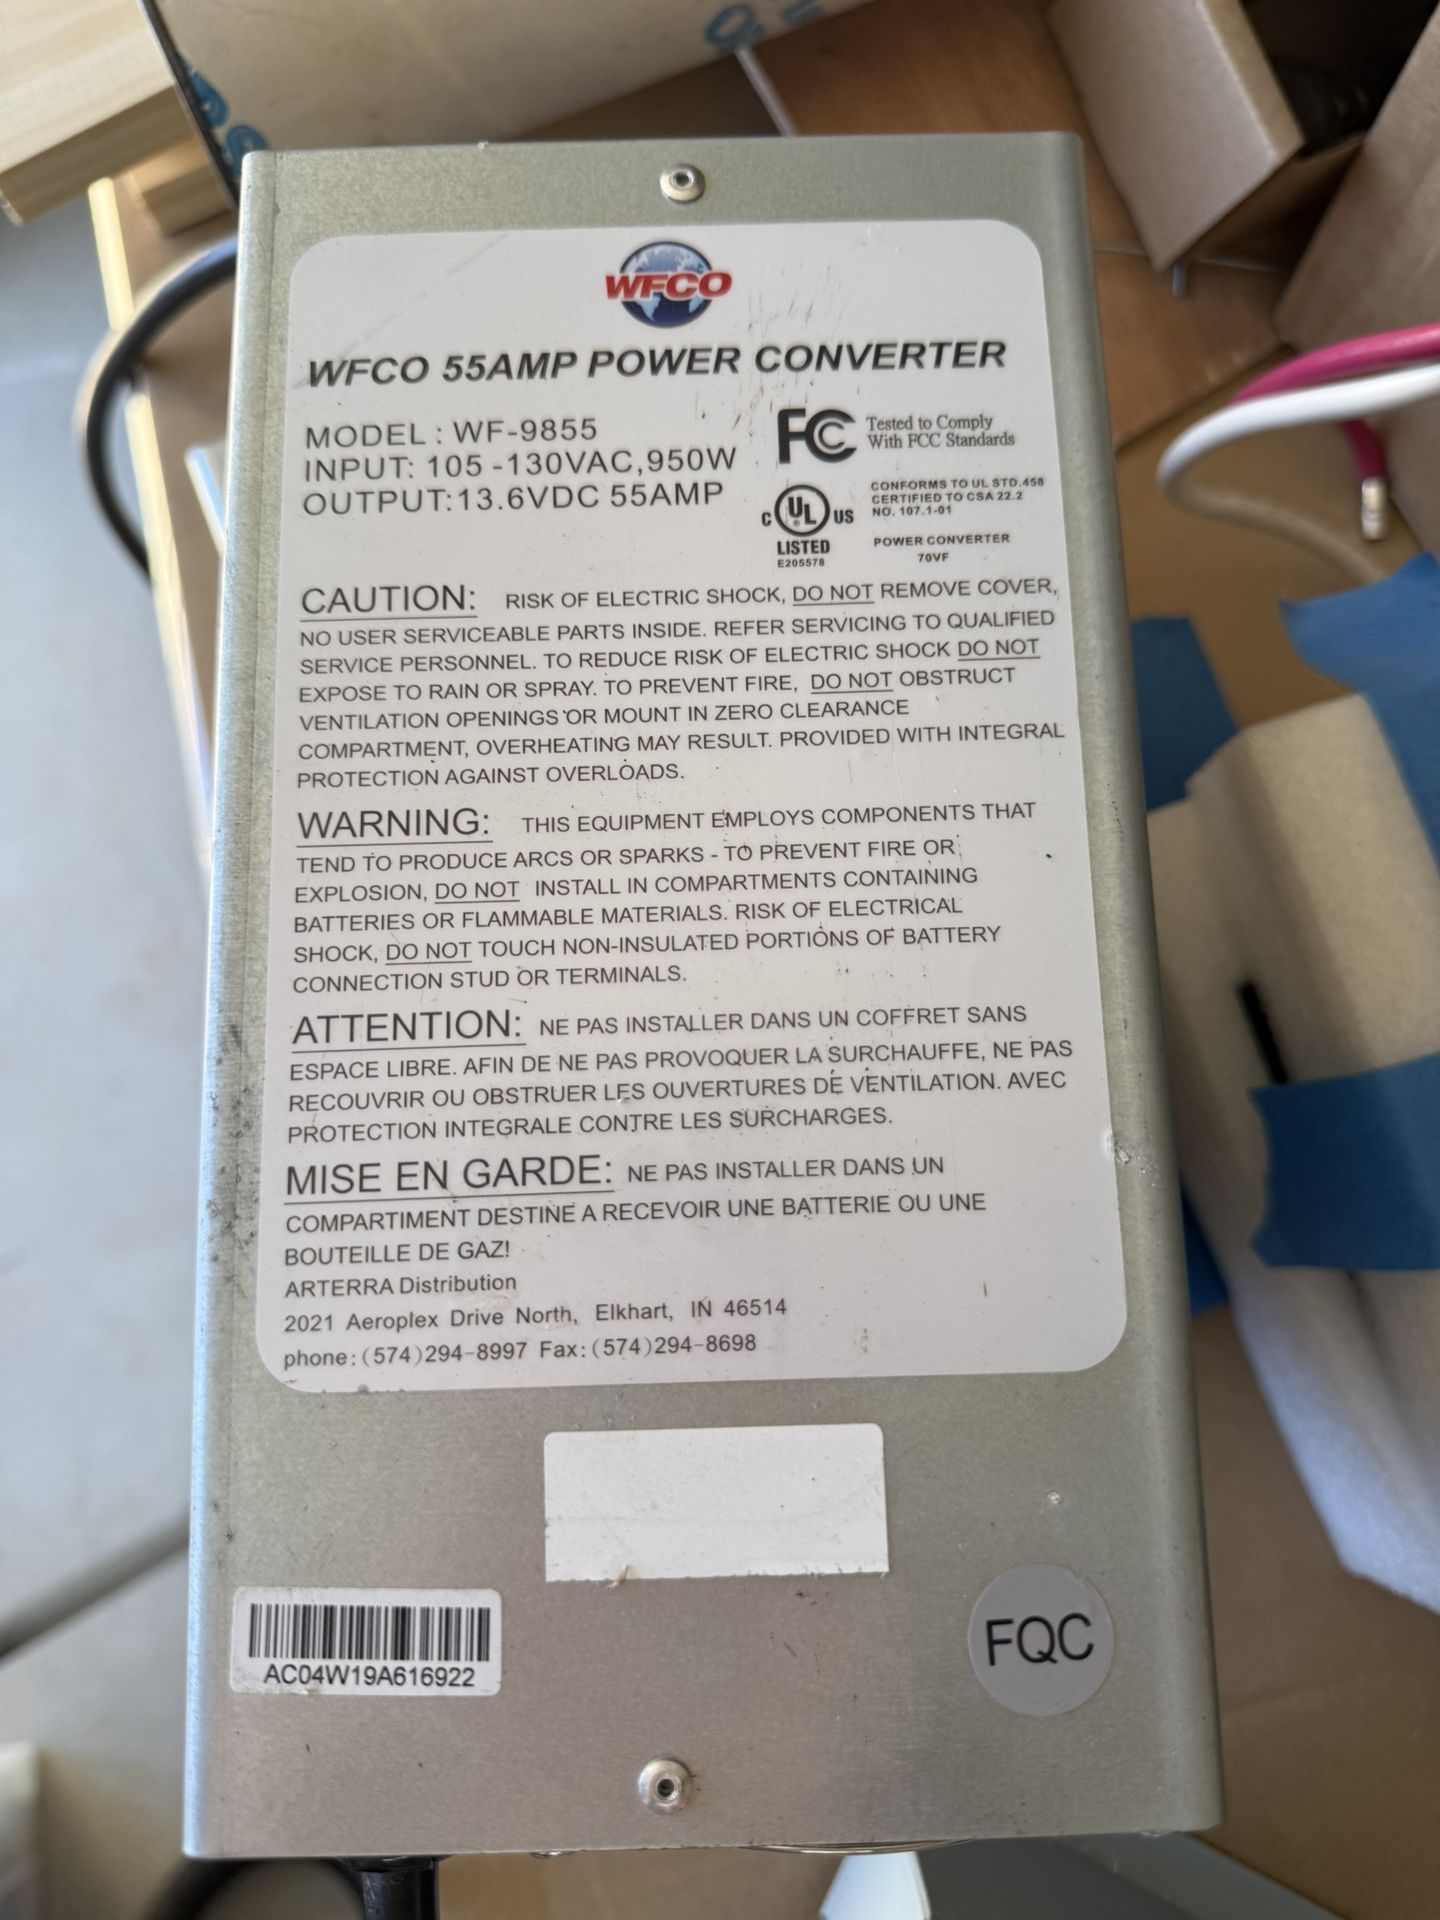 WFCO
WFCO 55AMP POWER CONVERTER
MODEL : WF-9855
INPUT: 105 -130VAC,950W
OUTPUT:13.6VDC 55AMP
FC
Tested to Comply
With FCC Standards
C UL US
®
LISTED
E205578
CONFORMS TO UL STD.458
CERTIFIED TO CSA 22.2
NO. 107.1-01
POWER CONVERTER
70VF
CAUTION: RISK OF ELECTRIC SHOCK, DO NOT REMOVE COVER,
NO USER SERVICEABLE PARTS INSIDE. REFER SERVICING TO QUALIFIED
SERVICE PERSONNEL. TO REDUCE RISK OF ELECTRIC SHOCK DO NOT
EXPOSE TO RAIN OR SPRAY. TO PREVENT FIRE, DO NOT OBSTRUCT
VENTILATION OPENINGS OR MOUNT IN ZERO CLEARANCE
COMPARTMENT, OVERHEATING MAY RESULT. PROVIDED WITH INTEGRAL
PROTECTION AGAINST OVERLOADS.
WARNING: THIS EQUIPMENT EMPLOYS COMPONENTS THAT
TEND TO PRODUCE ARCS OR SPARKS - TO PREVENT FIRE OR
EXPLOSION, DO NOT INSTALL IN COMPARTMENTS CONTAINING
BATTERIES OR FLAMMABLE MATERIALS. RISK OF ELECTRICAL
SHOCK, DO NOT TOUCH NON-INSULATED PORTIONS OF BATTERY
CONNECTION STUD OR TERMINALS.
ATTENTION: NE PAS INSTALLER DANS UN COFFRET SANS
ESPACE LIBRE. AFIN DE NE PAS PROVOQUER LA SURCHAUFFE, NE PAS
RECOUVRIR OU OBSTRUER LES OUVERTURES DE VENTILATION. AVEC
PROTECTION INTEGRALE CONTRE LES SURCHARGES.
MISE EN GARDE: NE PAS INSTALLER DANS UN
COMPARTIMENT DESTINE A RECEVOIR UNE BATTERIE OU UNE
BOUTEILLE DE GAZ!
ARTERRA Distribution
2021 Aeroplex Drive North, Elkhart, IN 46514
phone:(574)294-8997 Fax:(574)294-8698
AC04W19A616922
FQC